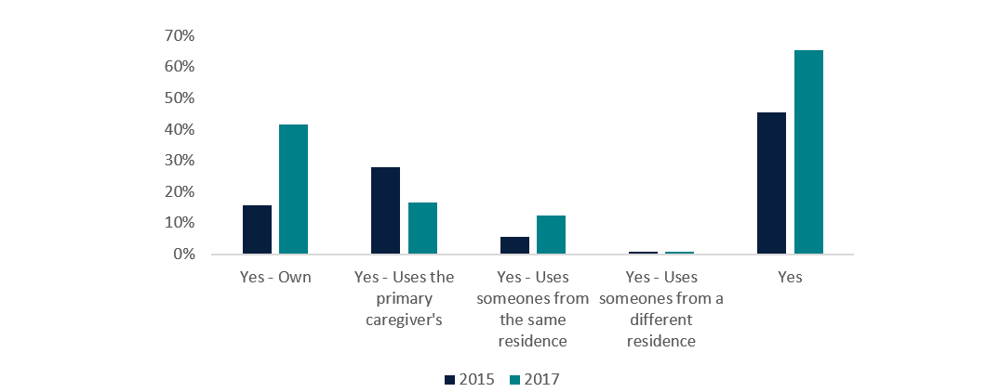 70%
60%
50%
40%
30%
20%
10%
0%
Yes - Own
Yes - Uses the
primary
caregiver's
Yes - Uses
someones from
the same
residence
Yes - Uses
someones from a
different
residence
Yes
2015
2017